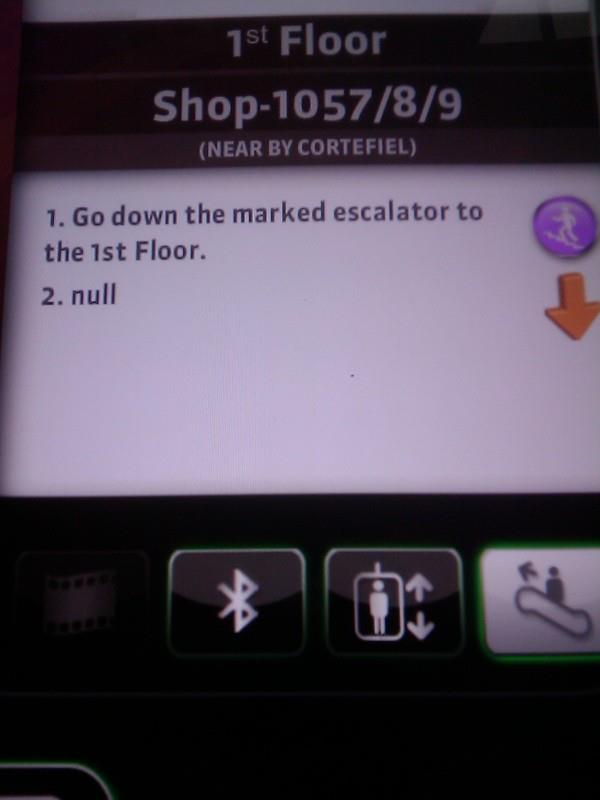 1st Floor
Shop-1057/8/9
(NEAR BY CORTEFIEL)
1. Go down the marked escalator to
the 1st Floor.
2. null